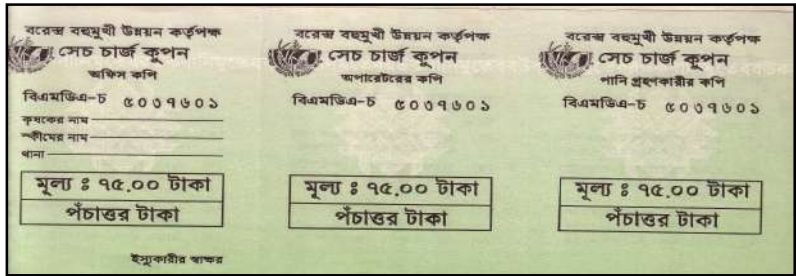 বরেন্দ্র বহুমুখী উন্নয়ন কর্তৃপক্ষ
সেচ চার্জ কুপন
অফিস কপি
বিএমডিএ-চ ৫০৩৭৬০১
কৃষকের নাম
স্কীমের নাম
থানা
মূল্য ঃ ৭৫.০০ টাকা
পঁচাত্তর টাকা
ইস্যুকারীর স্বাক্ষর
বরেন্দ্র বহুমুখী উন্নয়ন কর্তৃপক্ষ
সেচ চার্জ কুপন
অপারেটরের কপি
বিএমডিএ-চ ৫০৩৭৬০১
মূল্য ঃ ৭৫.০০ টাকা
পঁচাত্তর টাকা
বরেন্দ্র বহুমুখী উন্নয়ন কর্তৃপক্ষ
সেচ চার্জ কুপন
পানি গ্রহণকারীর কপি
বিএমডিএ-চ ৫০৩৭৬০১
মূল্য ঃ ৭৫.০০ টাকা
পঁচাত্তর টাকা